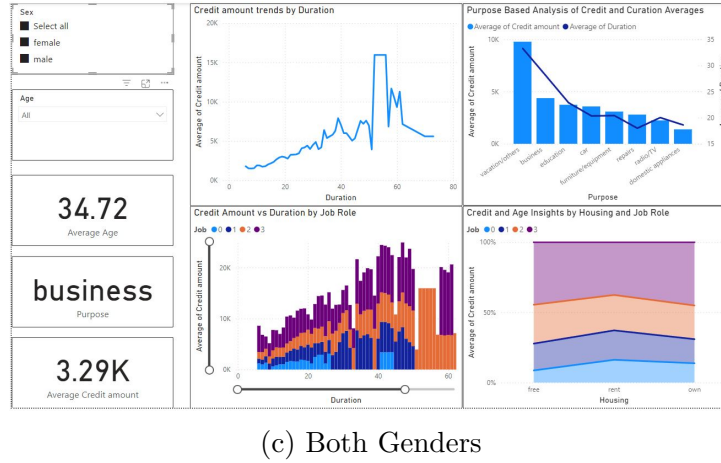 Sex
Select all
female
male
Age
All
34.72
Average Age
business
Purpose
3.29K
Average Credit amount
Credit amount trends by Duration
Average of Credit amount
20K
15K
10K
5K
0K
0 20 40 60 80
Duration
Purpose Based Analysis of Credit and Curation Averages
Average of Credit amount Average of Duration
Average of Credit amount
10K
5K
0K
35
30
25
20
15
vacation/others
business
education
car
furniture/equipment
repairs
radio/TV
domestic appliances
Purpose
Credit Amount vs Duration by Job Role
Job 0 1 2 3
Average of Credit amount
20K
10K
0K
0 20 40 60
Duration
Credit and Age Insights by Housing and Job Role
Job 0 1 2 3
Average of Credit amount
100%
50%
0%
free rent own
Housing
(c) Both Genders